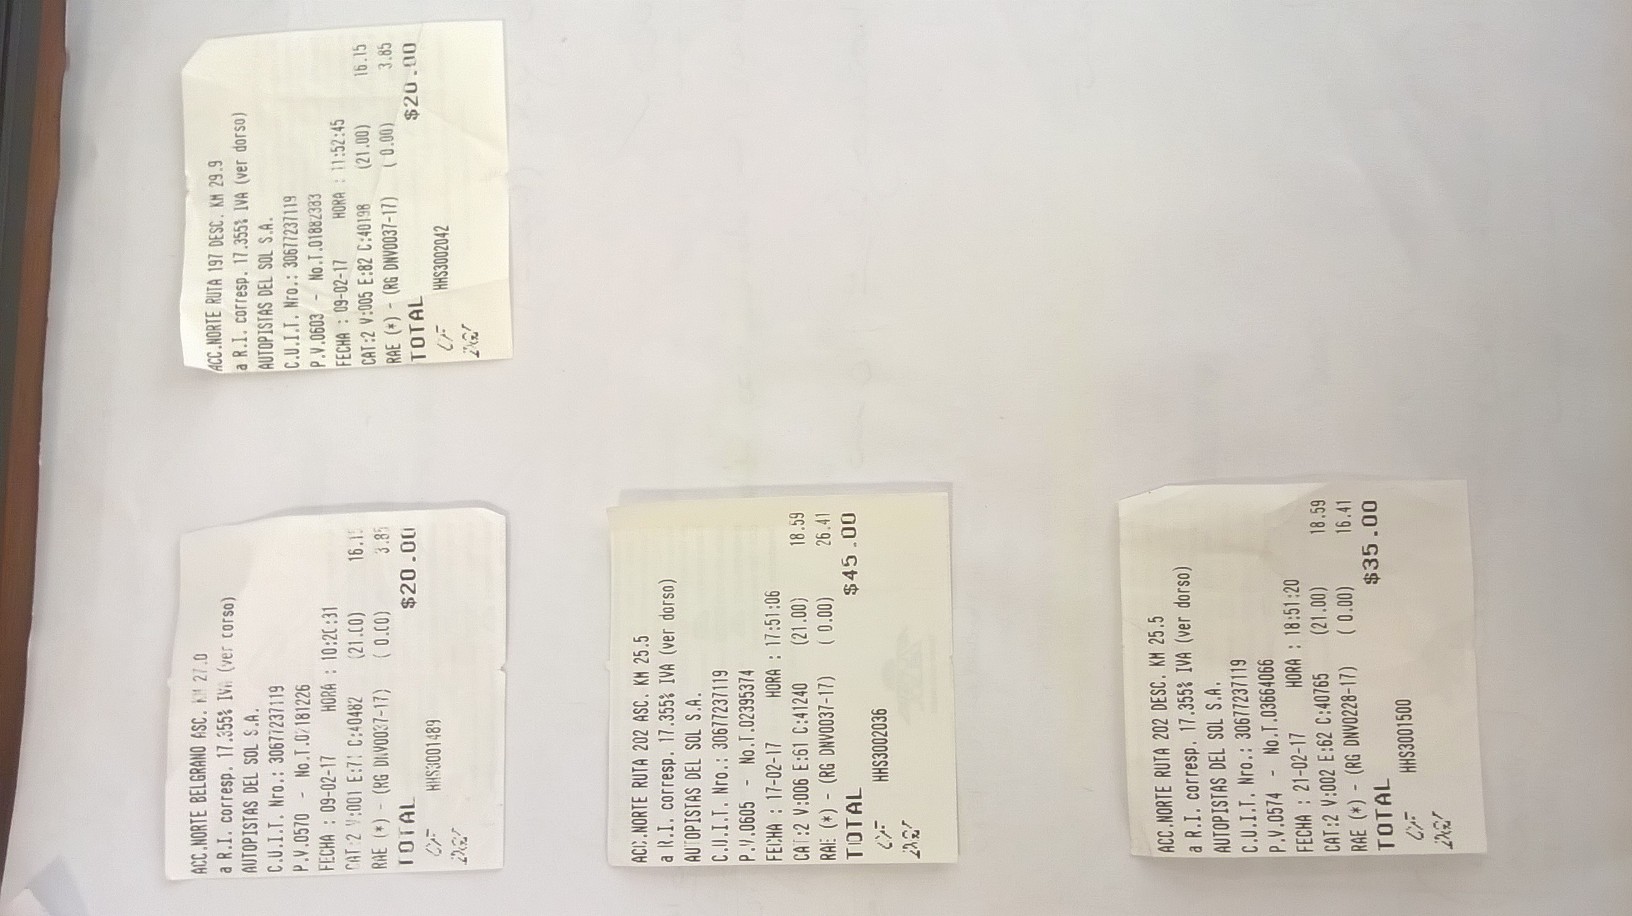 ACC.NORTE BELGRANO ASC. KM 27.0
a R.I. corresp. 17.355% IVA (ver corso)
AUTOPISTAS DEL SOL S.A.
C.U.I.T. Nro.: 30677237119
P.V.0570 - No.T.02181226
FECHA : 09-02-17 HORA : 10:20:31
CAT:2 V:001 E:71 C:40482 (21.00) 16.1
RAE (*) - (RG DNV0037-17) ( 0.00) 3.85
TOTAL $20.00
HHS3001489
ACC.NORTE RUTA 197 DESC. KM 29.9
a R.I. corresp. 17.355% IVA (ver dorso)
AUTOPISTAS DEL SOL S.A.
C.U.I.T. Nro.: 30677237119
P.V.0603 - No.T.01882383
FECHA : 09-02-17 HORA : 11:52:45
CAT:2 V:005 E:82 C:40198 (21.00) 16.15
RAE (*) - (RG DNV0037-17) ( 0.00) 3.85
TOTAL $20.00
HHS3002042
ACC.NORTE RUTA 202 ASC. KM 25.5
a R.I. corresp. 17.355% IVA (ver dorso)
AUTOPISTAS DEL SOL S.A.
C.U.I.T. Nro.: 30677237119
P.V.0605 - No.T.02395374
FECHA : 17-02-17 HORA : 17:51:06
CAT:2 V:006 E:61 C:41240 (21.00) 18.59
RAE (*) - (RG DNV0037-17) ( 0.00) 26.41
TOTAL $45.00
HHS3002036
ACC.NORTE RUTA 202 DESC. KM 25.5
a R.I. corresp. 17.355% IVA (ver dorso)
AUTOPISTAS DEL SOL S.A.
C.U.I.T. Nro.: 30677237119
P.V.0574 - No.T.03664066
FECHA : 21-02-17 HORA : 18:51:20
CAT:2 V:002 E:62 C:40765 (21.00) 18.59
RAE (*) - (RG DNV0228-17) ( 0.00) 16.41
TOTAL $35.00
HHS3001500